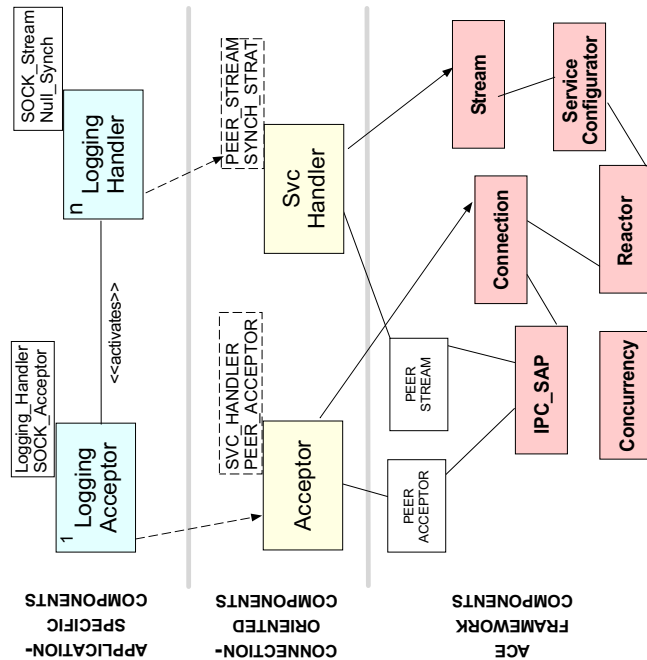 APPLICATION-
SPECIFIC
COMPONENTS
Logging_Handler
SOCK_Acceptor
1
Logging
Acceptor
<<activates>>
SOCK_Stream
Null_Synch
n
Logging
Handler
CONNECTION-
ORIENTED
COMPONENTS
SVC_HANDLER
PEER_ACCEPTOR
Acceptor
PEER_STREAM
SYNCH_STRAT
Svc
Handler
ACE
FRAMEWORK
COMPONENTS
PEER
ACCEPTOR
PEER
STREAM
Connection
Stream
IPC_SAP
Service
Configurator
Concurrency
Reactor